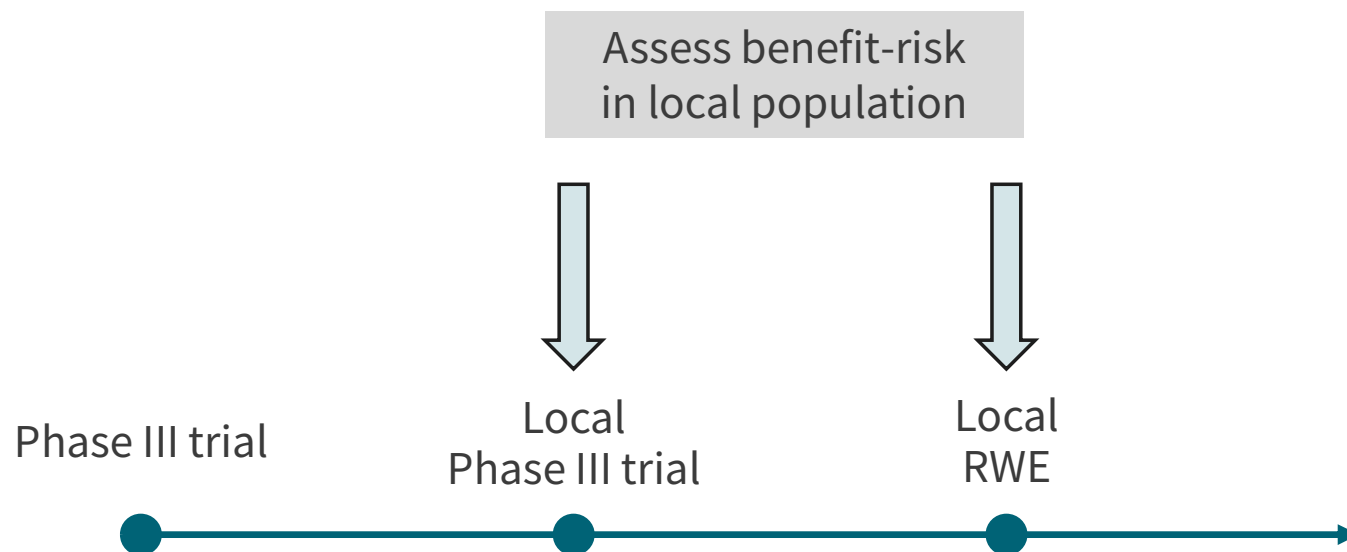 Assess benefit-risk
in local population
Phase III trial
Local
Phase III trial
Local
RWE